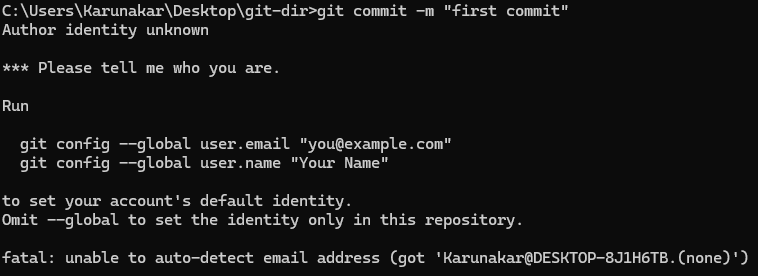 C:\Users\Karunakar\Desktop\git-dir>git commit -m "first commit"
Author identity unknown
*** Please tell me who you are.
Run
git config --global user.email "you@example.com"
git config --global user.name "Your Name"
to set your account's default identity.
Omit --global to set the identity only in this repository.
fatal: unable to auto-detect email address (got 'Karunakar@DESKTOP-8J1H6TB.(none)')